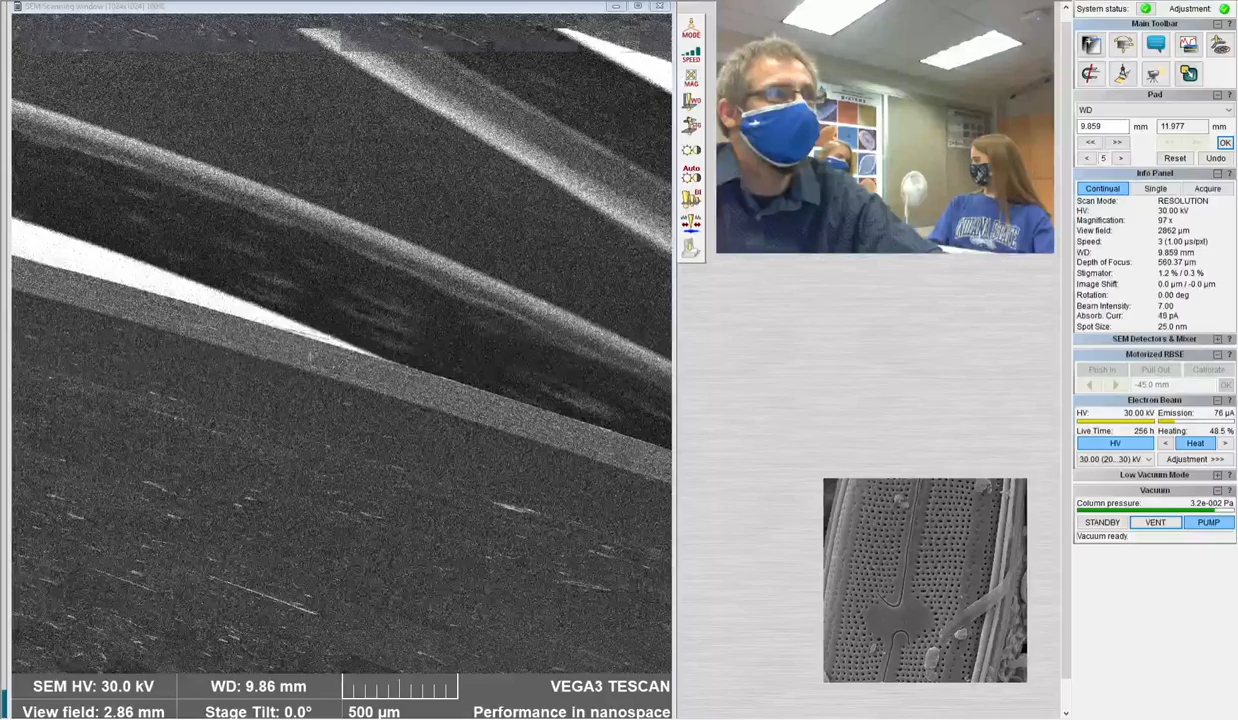 SEM Scanning window [1024x1024] 100%
MODE
SPEED
MAG
WD
Auto
SEM HV: 30.0 kV
WD: 9.86 mm
VEGA3 TESCAN
View field: 2.86 mm
Stage Tilt: 0.0°
500 µm
Performance in nanospace
INDIANA STATE
System status:
Adjustment:
Main Toolbar
Pad
WD
9.859 mm 11.977 mm
<< >> OK
< 5 > Reset Undo
Info Panel
Continual Single Acquire
Scan Mode: RESOLUTION
HV: 30.00 kV
Magnification: 97 x
View field: 2862 µm
Speed: 3 (1.00 µs/pxl)
WD: 9.859 mm
Depth of Focus: 560.37 µm
Stigmator: 1.2 % / 0.3 %
Image Shift: 0.0 µm / -0.0 µm
Rotation: 0.00 deg
Beam Intensity: 7.00
Absorb. Curr: 48 pA
Spot Size: 25.0 nm
SEM Detectors & Mixer
Motorized RBSE
Push In Pull Out Calibrate
-45.0 mm OK
Electron Beam
HV: 30.00 kV Emission: 76 µA
Live Time: 256 h Heating: 48.5 %
HV < Heat >
30.00 (20...30) kV Adjustment >>>
Low Vacuum Mode
Vacuum
Column pressure: 3.2e-002 Pa
STANDBY VENT PUMP
Vacuum ready.